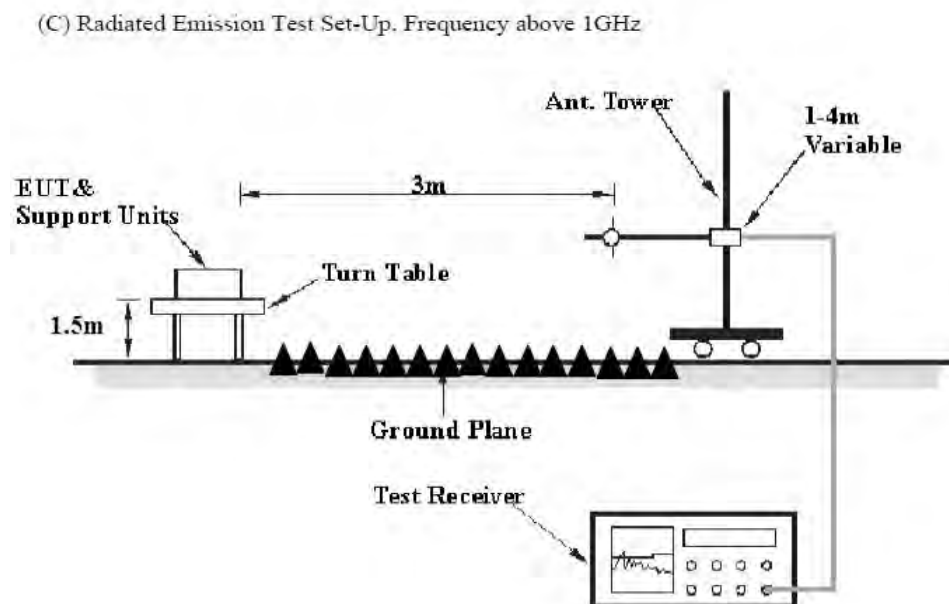 (C) Radiated Emission Test Set-Up. Frequency above 1GHz
Ant. Tower
1-4m
Variable
EUT&
Support Units
3m
Turn Table
1.5m
Ground Plane
Test Receiver